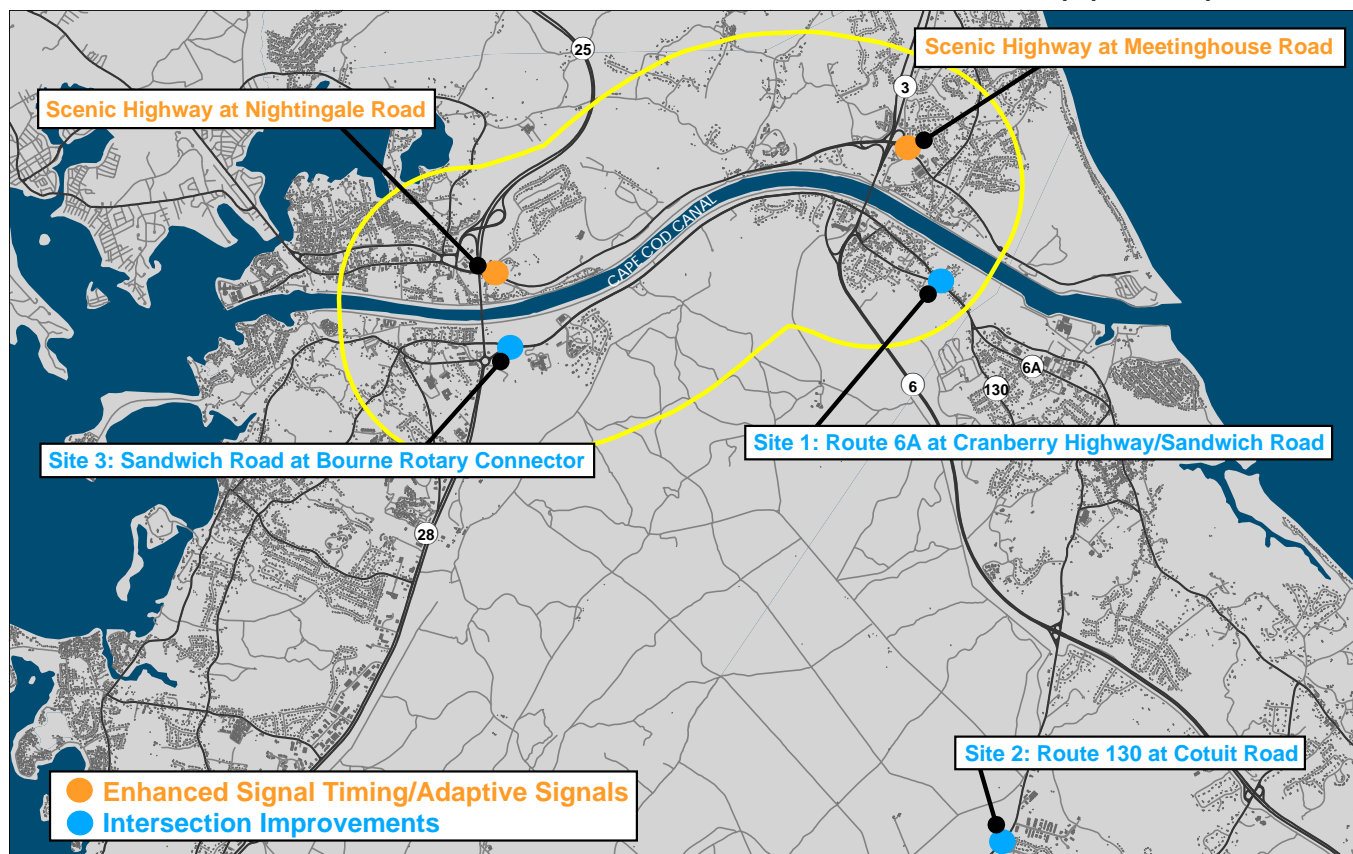 Scenic Highway at Meetinghouse Road
25
3
Scenic Highway at Nightingale Road
CAPE COD CANAL
6A
6
130
Site 1: Route 6A at Cranberry Highway/Sandwich Road
Site 3: Sandwich Road at Bourne Rotary Connector
28
Site 2: Route 130 at Cotuit Road
Enhanced Signal Timing/Adaptive Signals
Intersection Improvements